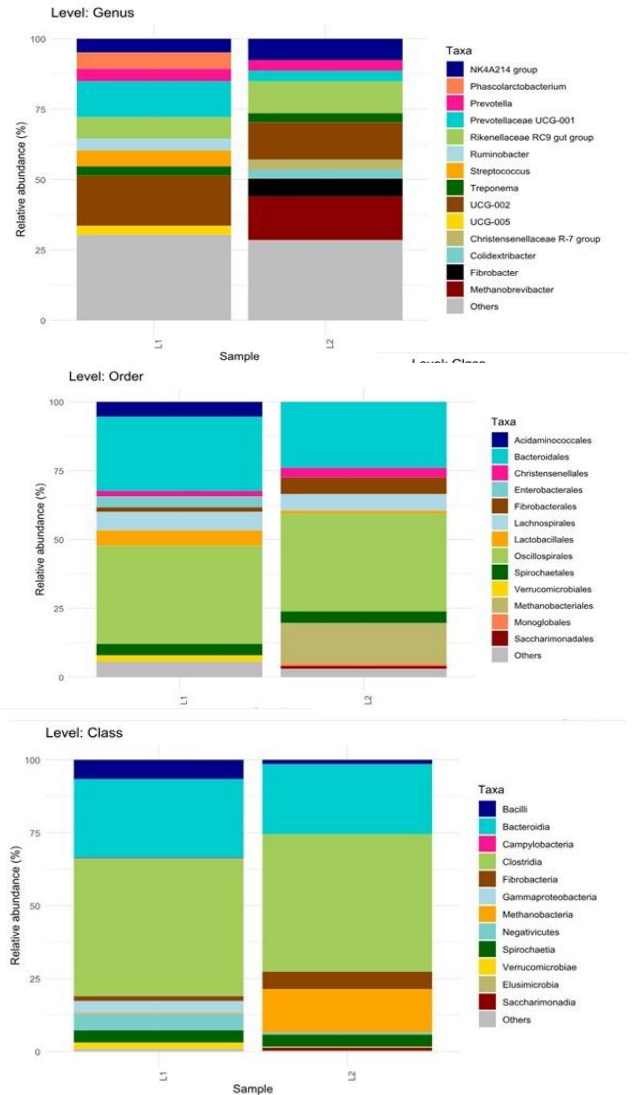 Level: Genus
Relative abundance (%)
100
75
50
25
0
L1
L2
Sample
Taxa
NK4A214 group
Phascolarctobacterium
Prevotella
Prevotellaceae UCG-001
Rikenellaceae RC9 gut group
Ruminobacter
Streptococcus
Treponema
UCG-002
UCG-005
Christensenellaceae R-7 group
Colidextribacter
Fibrobacter
Methanobrevibacter
Others
Level: Class
Level: Order
Relative abundance (%)
100
75
50
25
0
L1
L2
Taxa
Acidaminococcales
Bacteroidales
Christensenellales
Enterobacterales
Fibrobacterales
Lachnospirales
Lactobacillales
Oscillospirales
Spirochaetales
Verrucomicrobiales
Methanobacteriales
Monoglobales
Saccharimonadales
Others
Level: Class
Relative abundance (%)
100
75
50
25
0
L1
L2
Sample
Taxa
Bacilli
Bacteroidia
Campylobacteria
Clostridia
Fibrobacteria
Gammaproteobacteria
Methanobacteria
Negativicutes
Spirochaetia
Verrucomicrobiae
Elusimicrobia
Saccharimonadia
Others